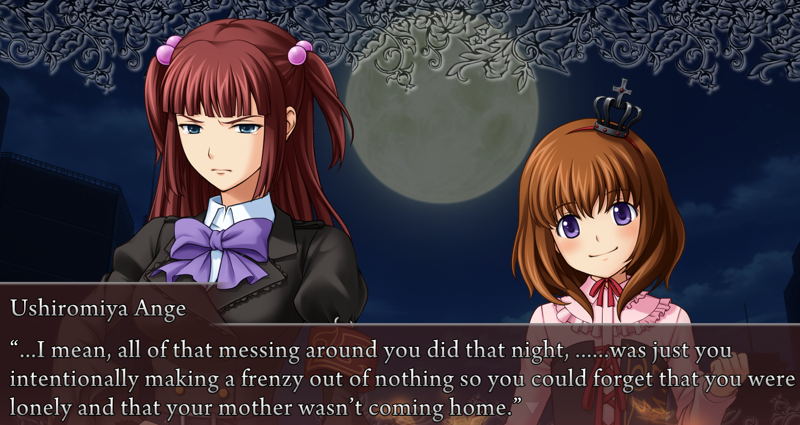 Ushiromiya Ange
“...I mean, all of that messing around you did that night, ......was just you
intentionally making a frenzy out of nothing so you could forget that you were
lonely and that your mother wasn’t coming home.”